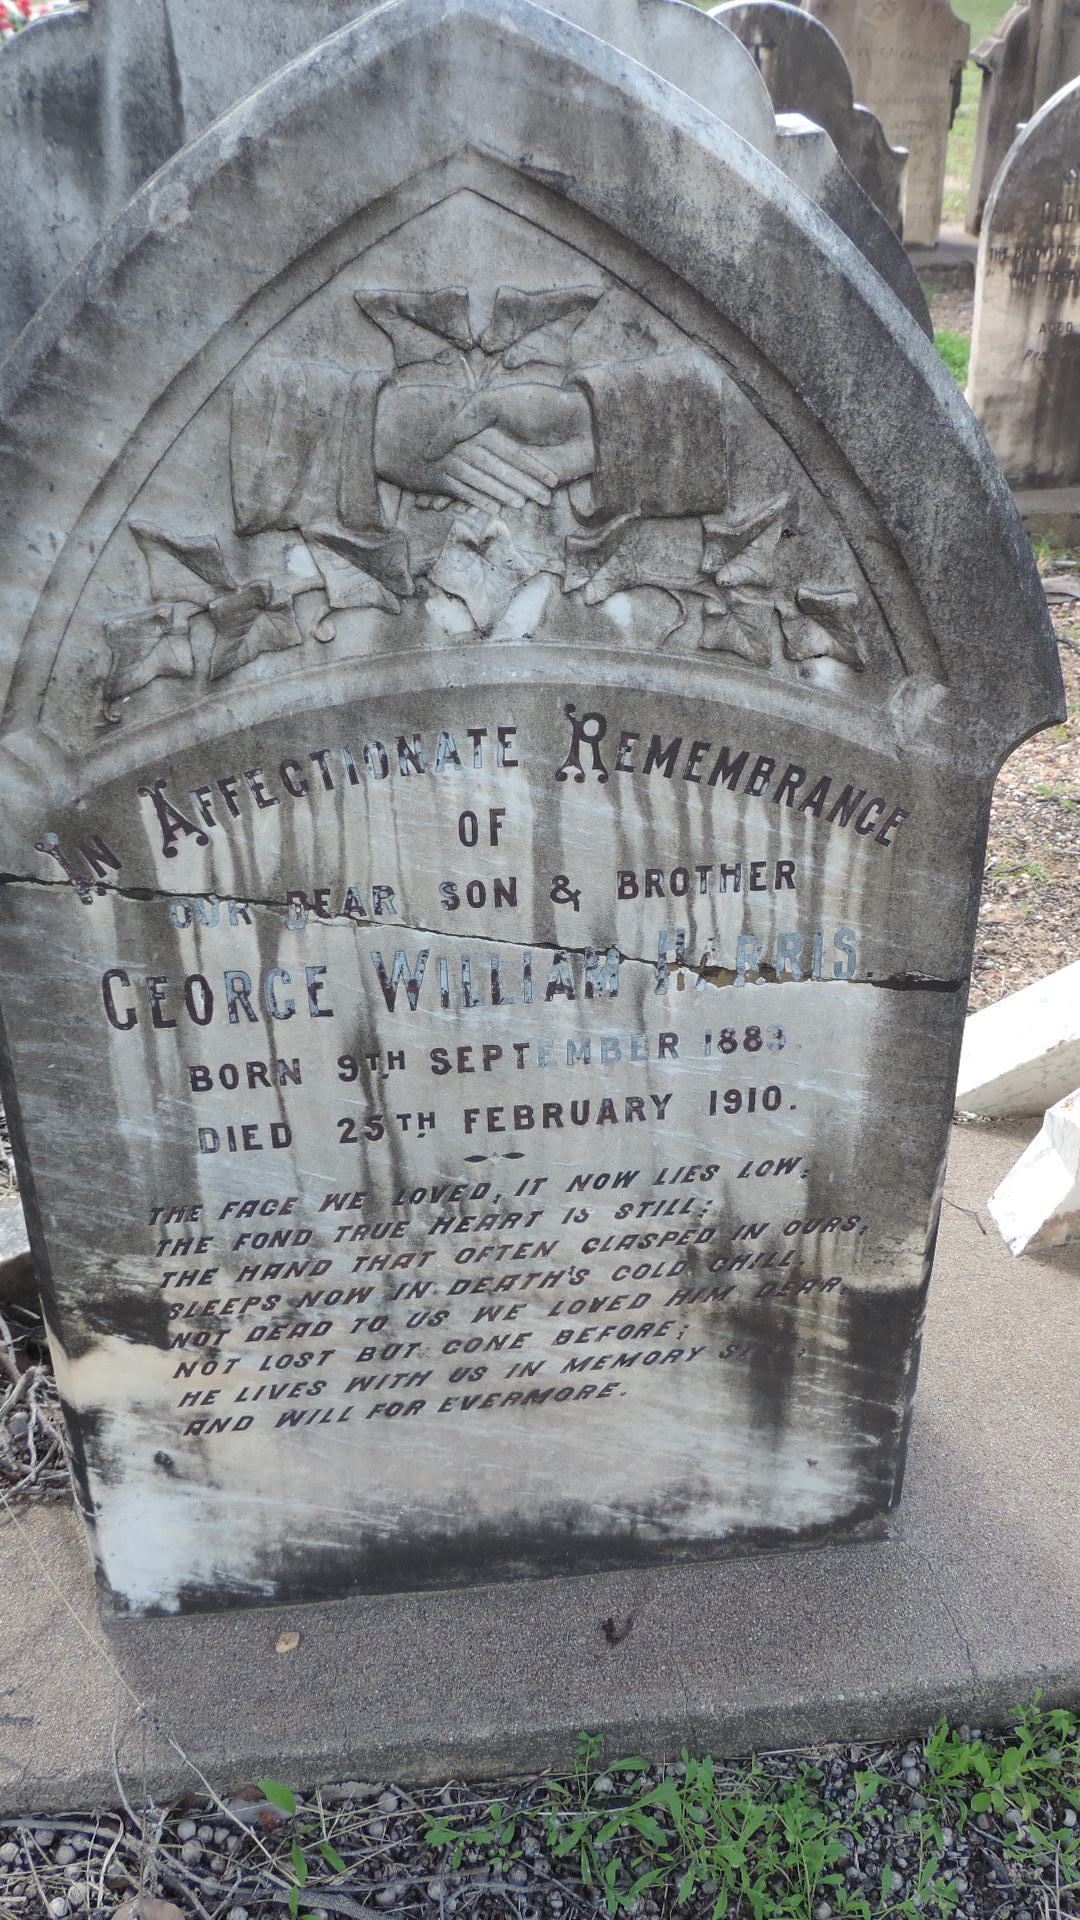 In Affectionate Remembrance
OF
OUR DEAR SON & BROTHER
GEORGE WILLIAM HARRIS.
BORN 9TH SEPTEMBER 1883.
DIED 25TH FEBRUARY 1910.
THE FACE WE LOVED, IT NOW LIES LOW,
THE FOND TRUE HEART IS STILL;
THE HAND THAT OFTEN CLASPED IN OURS,
SLEEPS NOW IN DEATH'S COLD CHILL.
NOT DEAD TO US WE LOVED HIM DEAR,
NOT LOST BUT GONE BEFORE;
HE LIVES WITH US IN MEMORY
AND WILL FOR EVERMORE.
AGED